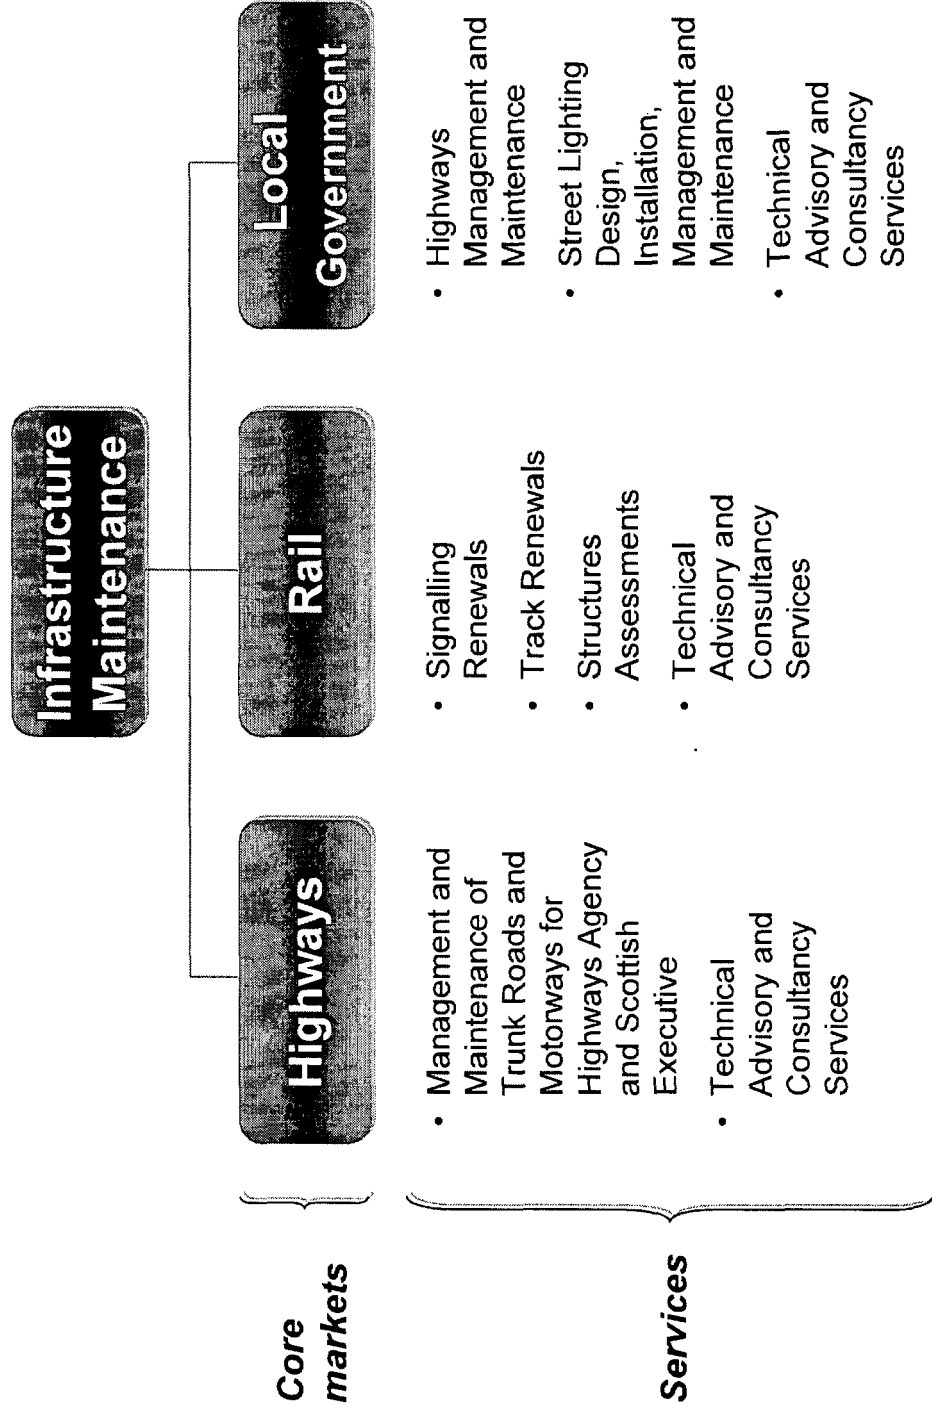 Infrastructure
Maintenance
Core
markets
Highways
Rail
Local
Government
Services
• Management and
Maintenance of
Trunk Roads and
Motorways for
Highways Agency
and Scottish
Executive
• Technical
Advisory and
Consultancy
Services
• Signalling
Renewals
• Track Renewals
• Structures
Assessments
• Technical
Advisory and
Consultancy
Services
• Highways
Management and
Maintenance
• Street Lighting
Design,
Installation,
Management and
Maintenance
• Technical
Advisory and
Consultancy
Services